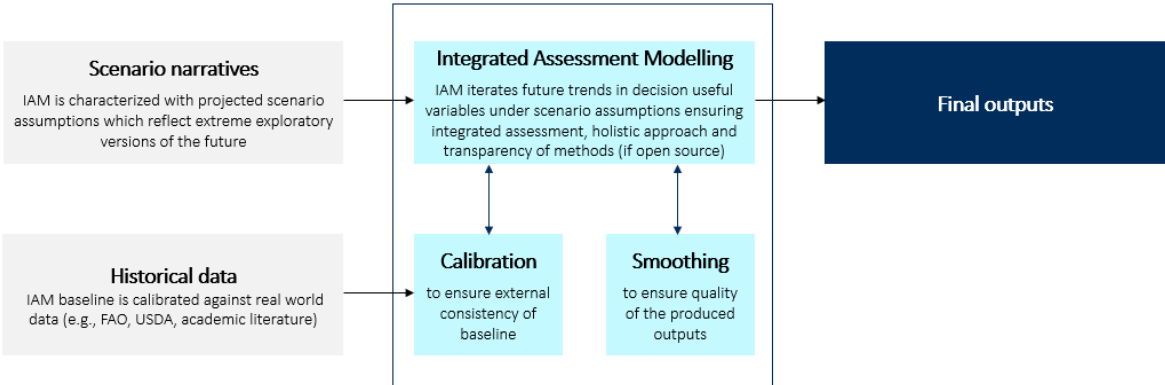 Scenario narratives
IAM is characterized with projected scenario
assumptions which reflect extreme exploratory
versions of the future
Integrated Assessment Modelling
IAM iterates future trends in decision useful
variables under scenario assumptions ensuring
integrated assessment, holistic approach and
transparency of methods (if open source)
Final outputs
Historical data
IAM baseline is calibrated against real world
data (e.g., FAO, USDA, academic literature)
Calibration
to ensure external
consistency of
baseline
Smoothing
to ensure quality
of the produced
outputs